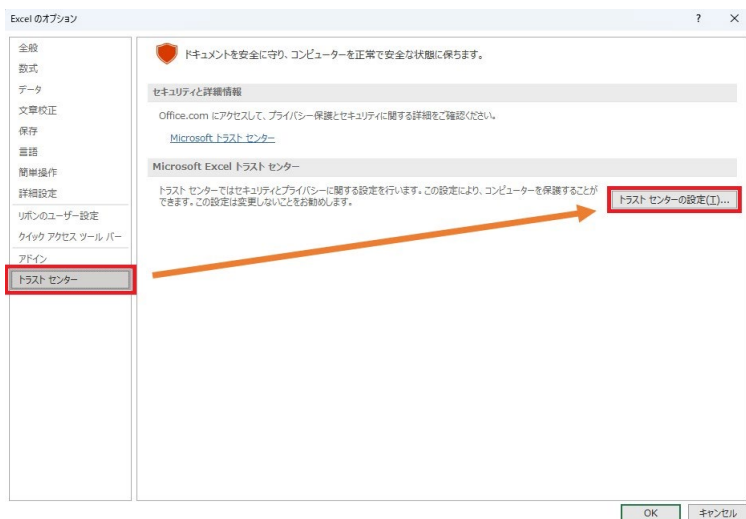 Excel のオプション
? ×
全般
数式
データ
文章校正
保存
言語
簡単操作
詳細設定
リボンのユーザー設定
クイック アクセス ツール バー
アドイン
トラスト センター
ドキュメントを安全に守り、コンピューターを正常で安全な状態に保ちます。
セキュリティと詳細情報
Office.com にアクセスして、プライバシー保護とセキュリティに関する詳細をご確認ください。
Microsoft トラスト センター
Microsoft Excel トラスト センター
トラスト センターではセキュリティとプライバシーに関する設定を行います。この設定により、コンピューターを保護することが
できます。この設定は変更しないことをお勧めします。
トラスト センターの設定(T)...
OK
キャンセル